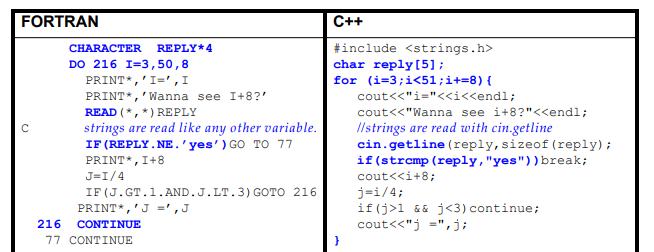 FORTRAN
CHARACTER REPLY*4
DO 216 I=3,50,8
PRINT*,'I=',I
PRINT*,'Wanna see I+8?'
READ(*,*)REPLY
C strings are read like any other variable.
IF(REPLY.NE.'yes')GO TO 77
PRINT*,I+8
J=I/4
IF(J.GT.1.AND.J.LT.3)GOTO 216
PRINT*,'J =',J
216 CONTINUE
77 CONTINUE
C++
#include <strings.h>
char reply[5];
for (i=3;i<51;i+=8){
cout<<"i="<<i<<endl;
cout<<"Wanna see i+8?"<<endl;
//strings are read with cin.getline
cin.getline(reply,sizeof(reply);
if(strcmp(reply,"yes"))break;
cout<<i+8;
j=i/4;
if(j>1 && j<3)continue;
cout<<"j =",j;
}